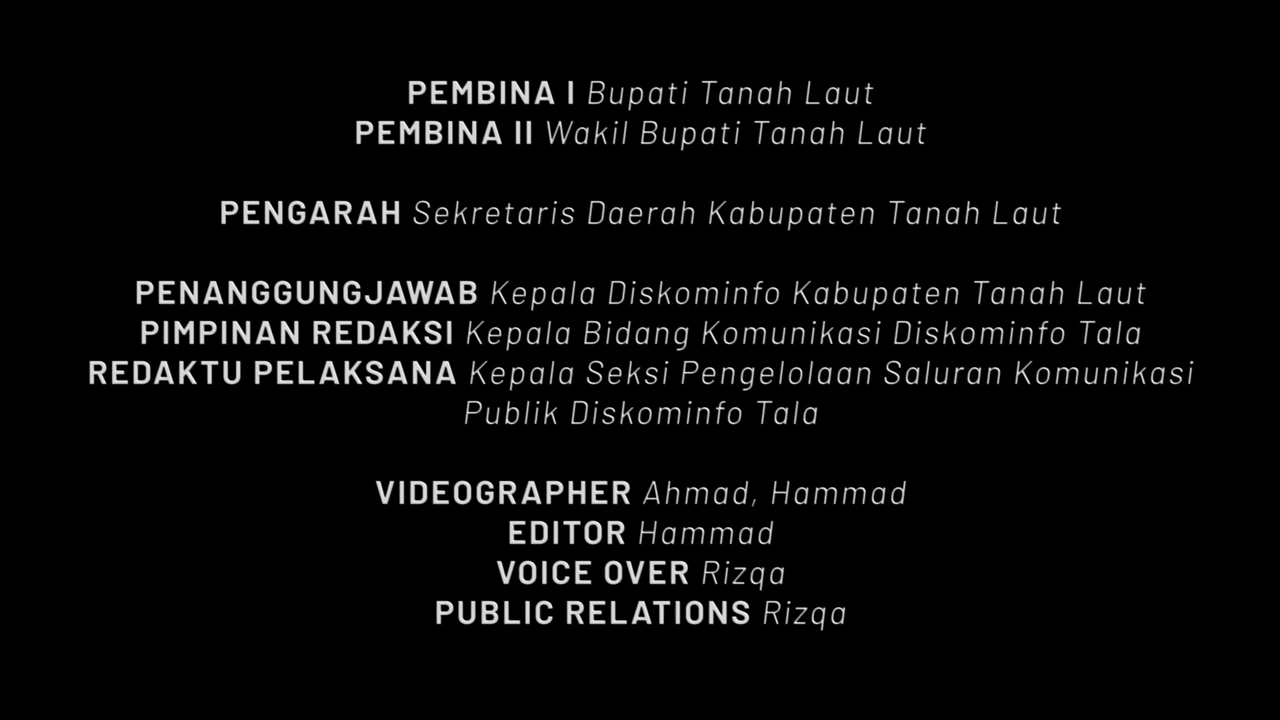 PEMBINA I Bupati Tanah Laut
PEMBINA II Wakil Bupati Tanah Laut
PENGARAH Sekretaris Daerah Kabupaten Tanah Laut
PENANGGUNGJAWAB Kepala Diskominfo Kabupaten Tanah Laut
PIMPINAN REDAKSI Kepala Bidang Komunikasi Diskominfo Tala
REDAKTU PELAKSANA Kepala Seksi Pengelolaan Saluran Komunikasi
Publik Diskominfo Tala
VIDEOGRAPHER Ahmad, Hammad
EDITOR Hammad
VOICE OVER Rizqa
PUBLIC RELATIONS Rizqa